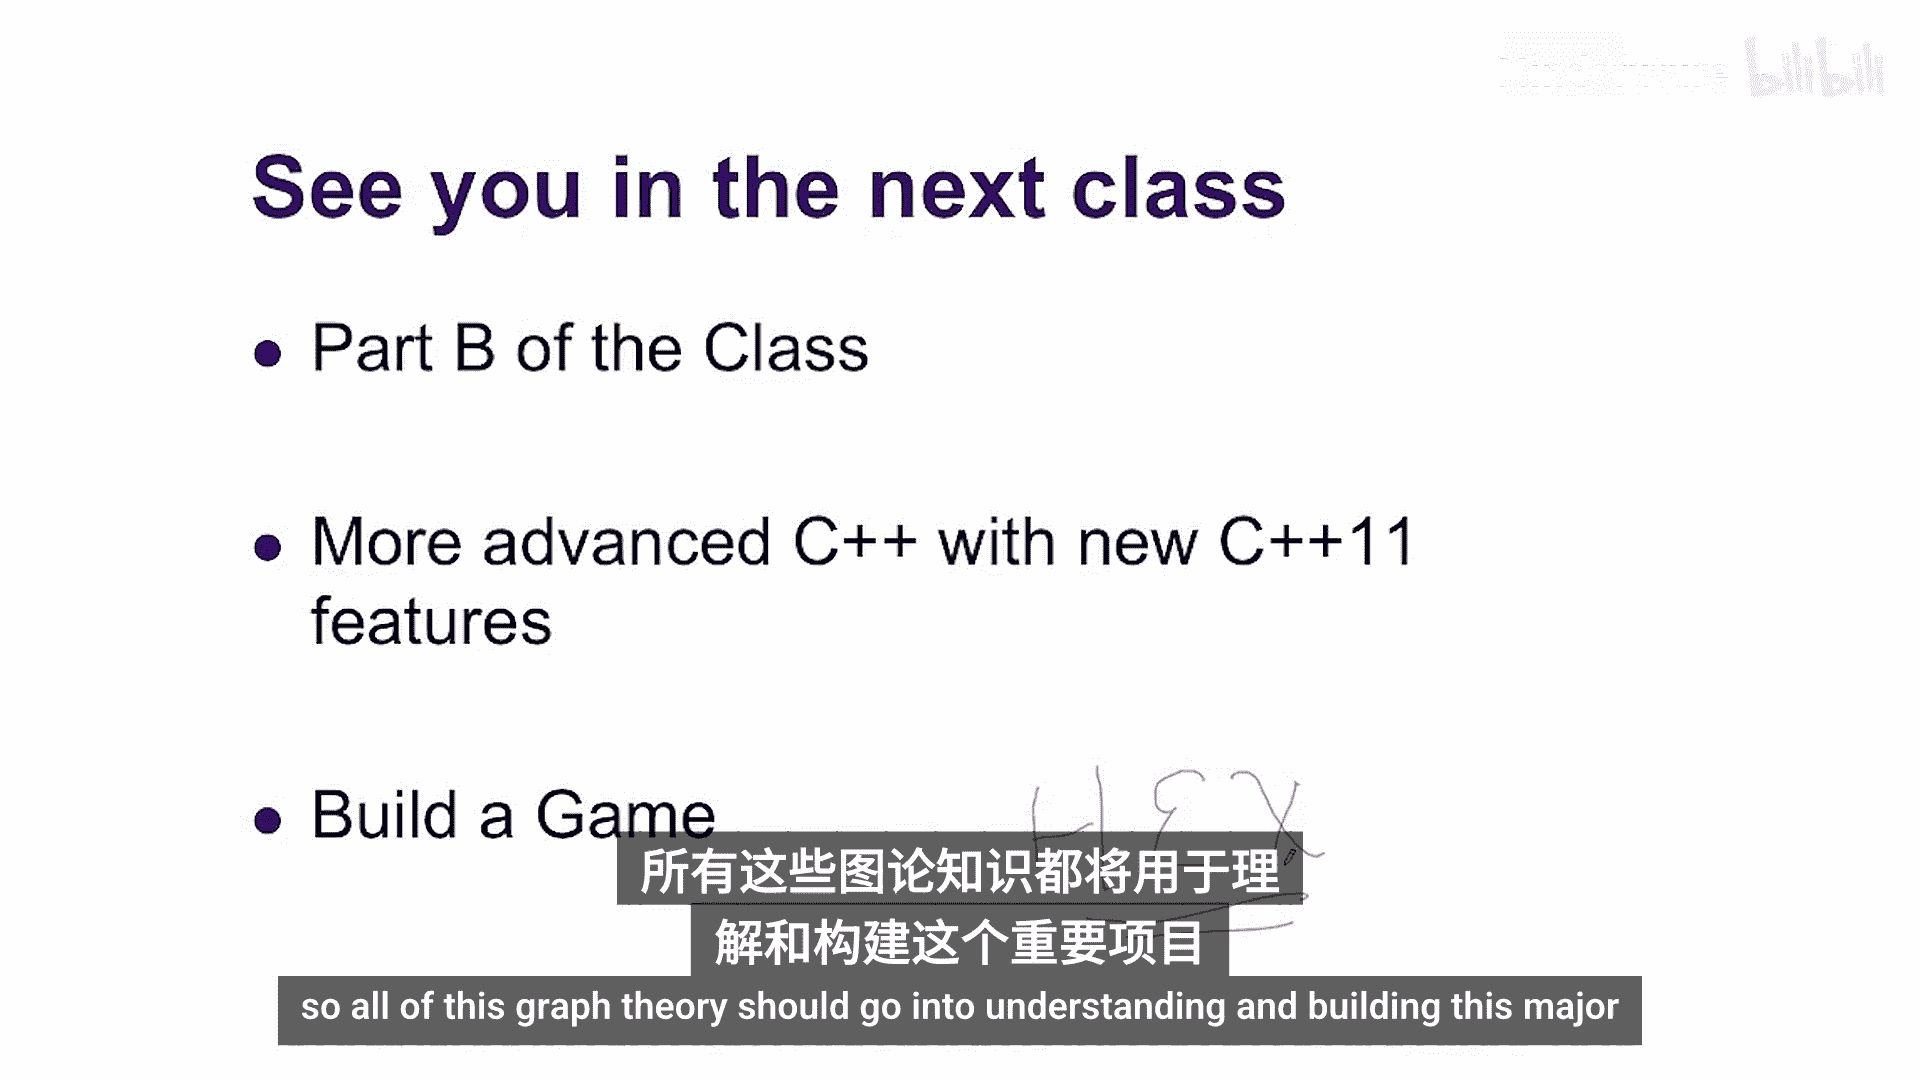 bilibili
See you in the next class
Part B of the Class
More advanced C++ with new C++11
features
Build a Game
HEX
所有这些图论知识都将用于理
解和构建这个重要项目
so all of this graph theory should go into understanding and building this major